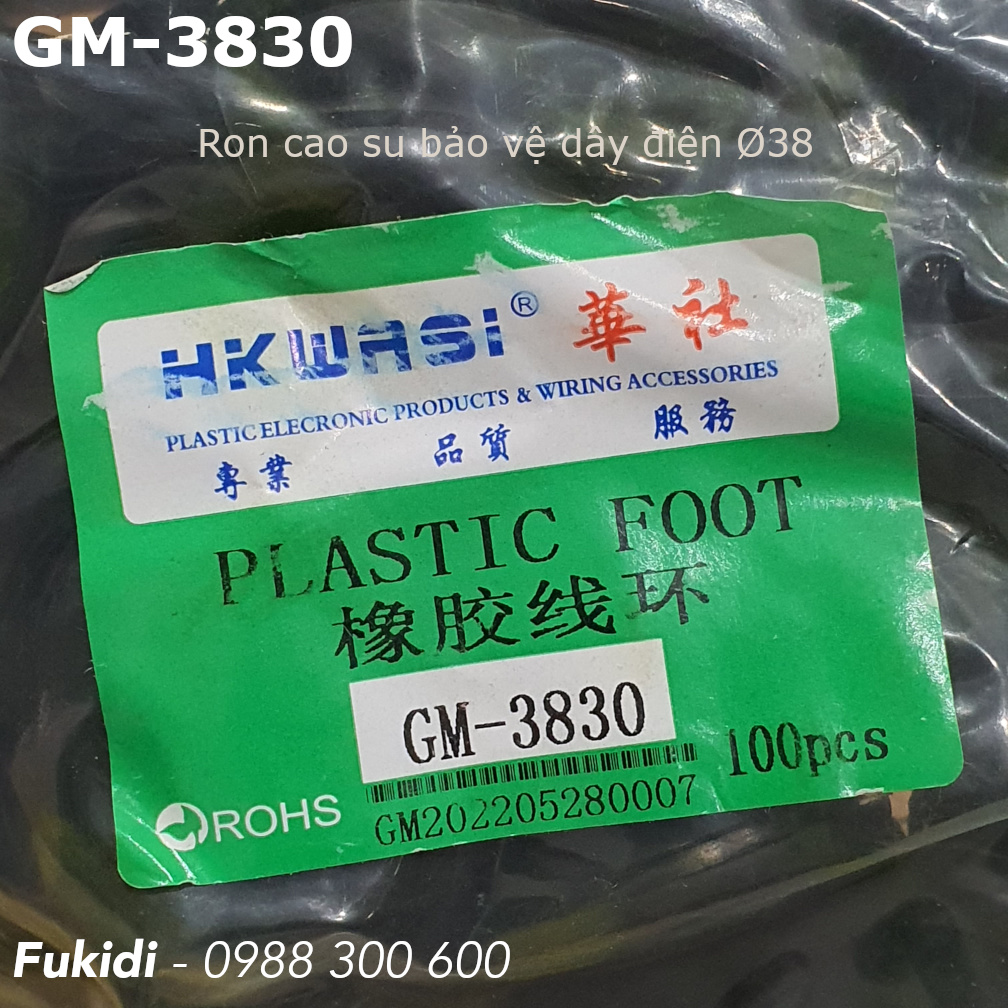 GM-3830
Ron cao su bảo vệ dây điện Ø38
HKWASI® 華社
PLASTIC ELECRONIC PRODUCTS & WIRING ACCESSORIES
專業 品質 服務
PLASTIC FOOT
橡胶线环
GM-3830
100pcs
ROHS
GM202205280007
Fukidi - 0988 300 600